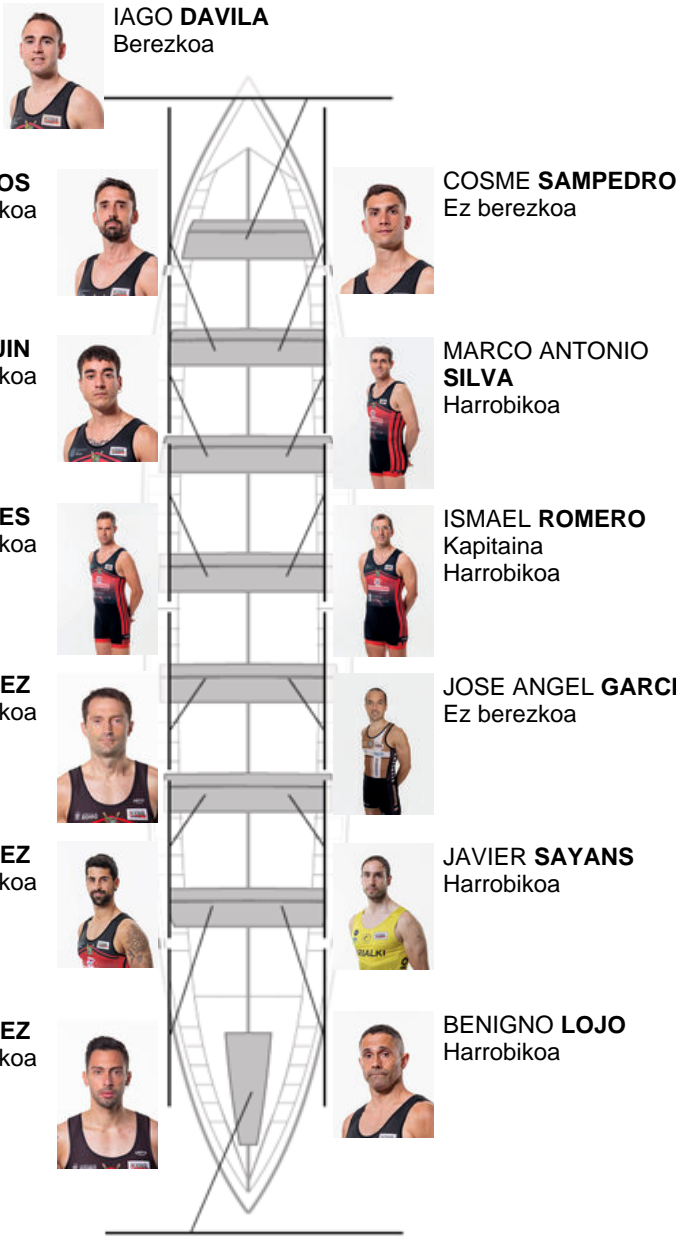 IAGO DAVILA
Berezkoa
OS
koa
COSME SAMPEDRO
Ez berezkoa
JIN
koa
MARCO ANTONIO
SILVA
Harrobikoa
ES
koa
ISMAEL ROMERO
Kapitaina
Harrobikoa
EZ
koa
JOSE ANGEL GARCI
Ez berezkoa
EZ
koa
JAVIER SAYANS
Harrobikoa
EZ
koa
BENIGNO LOJO
Harrobikoa